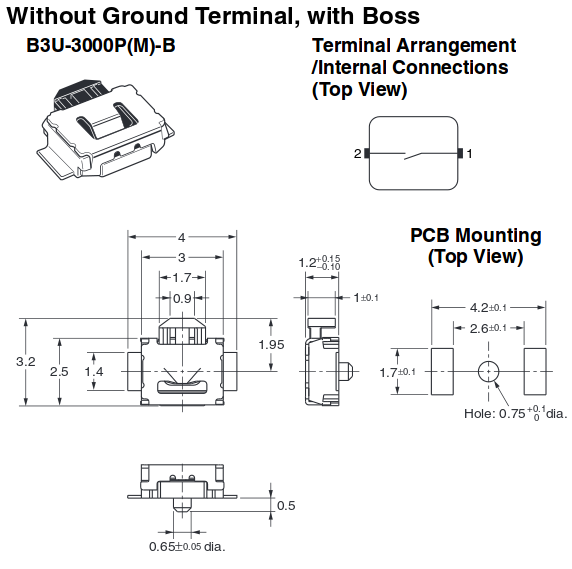 Without Ground Terminal, with Boss
B3U-3000P(M)-B
Terminal Arrangement
/Internal Connections
(Top View)
2
1
PCB Mounting
(Top View)
4
3
1.7
0.9
1.2+0.15
−0.10
1±0.1
4.2±0.1
2.6±0.1
3.2
2.5
1.4
1.95
1.7±0.1
Hole: 0.75+0.1
0 dia.
0.5
0.65±0.05 dia.